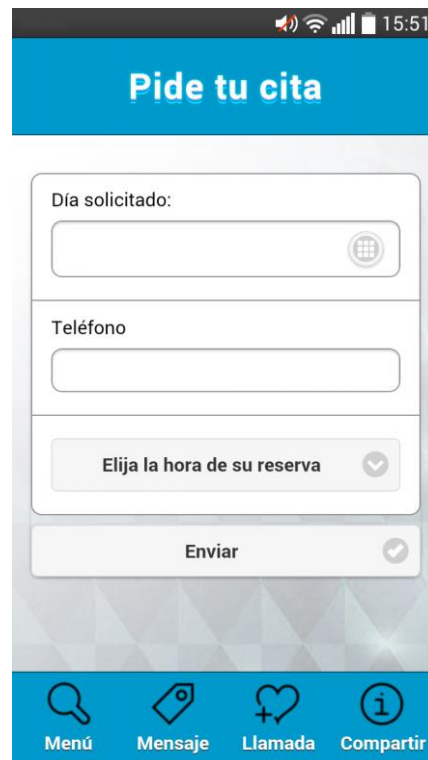 15:51
Pide tu cita
Día solicitado:
Teléfono
Elija la hora de su reserva
Enviar
Menú Mensaje Llamada Compartir